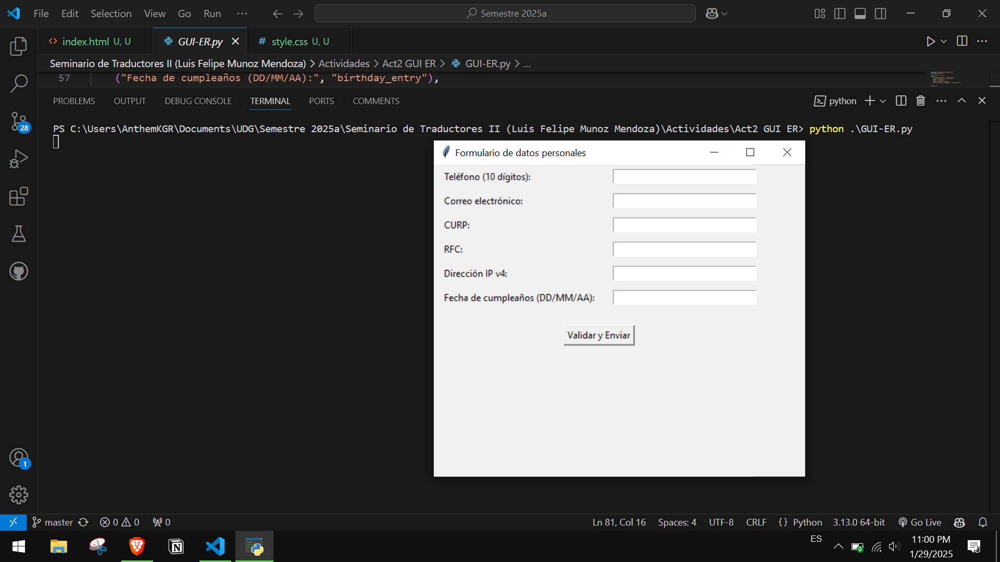 File Edit Selection View Go Run ··· Semestre 2025a
index.html U, U GUI-ER.py # style.css U, U
Seminario de Traductores II (Luis Felipe Munoz Mendoza) > Actividades > Act2 GUI ER > GUI-ER.py > ...
57 ("Fecha de cumpleaños (DD/MM/AA):", "birthday_entry"),
PROBLEMS OUTPUT DEBUG CONSOLE TERMINAL PORTS COMMENTS python
PS C:\Users\AnthemKGR\Documents\UDG\Semestre 2025a\Seminario de Traductores II (Luis Felipe Munoz Mendoza)\Actividades\Act2 GUI ER> python .\GUI-ER.py
Formulario de datos personales
Teléfono (10 dígitos):
Correo electrónico:
CURP:
RFC:
Dirección IP v4:
Fecha de cumpleaños (DD/MM/AA):
Validar y Enviar
28
1
master 0 0 0 Ln 81, Col 16 Spaces: 4 UTF-8 CRLF {} Python 3.13.0 64-bit Go Live
ES 11:00 PM
1/29/2025